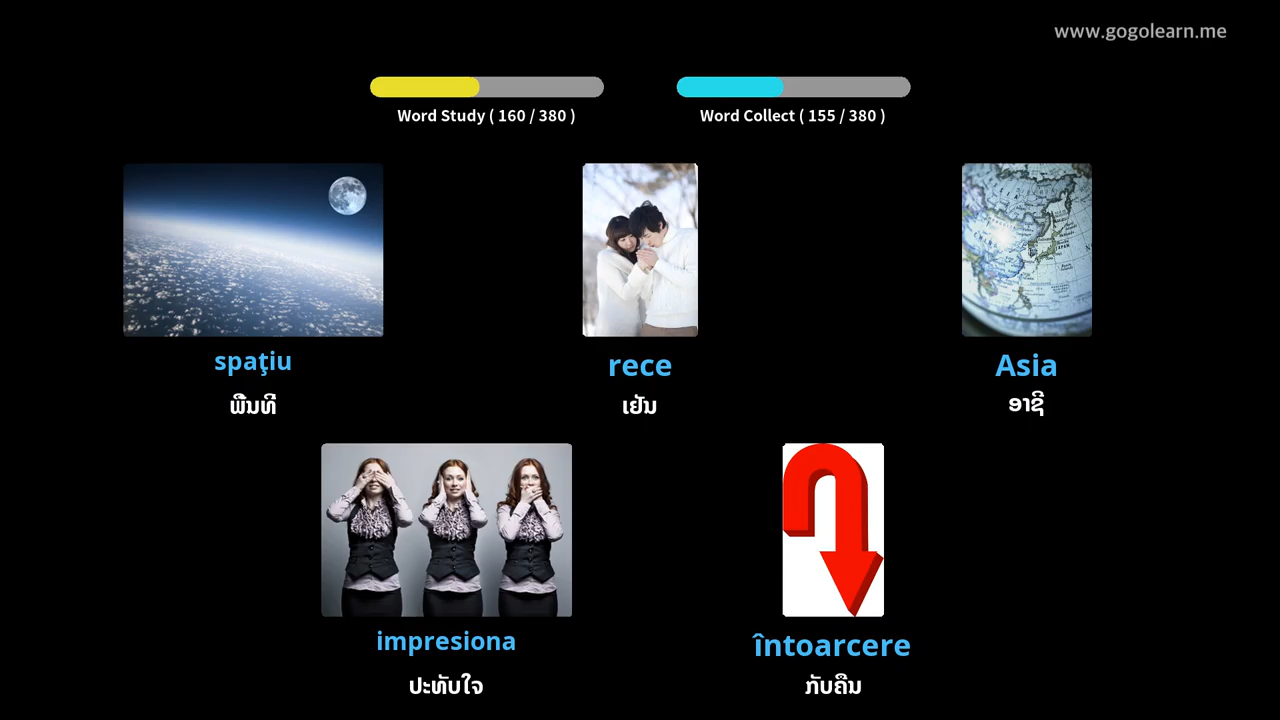 www.gogolearn.me
Word Study ( 160 / 380 )
Word Collect ( 155 / 380 )
spaţiu
ພື້ນທີ່
rece
ເຢັນ
Asia
ອາຊີ
impresiona
ປະທັບໃຈ
întoarcere
ກັບຄືນ